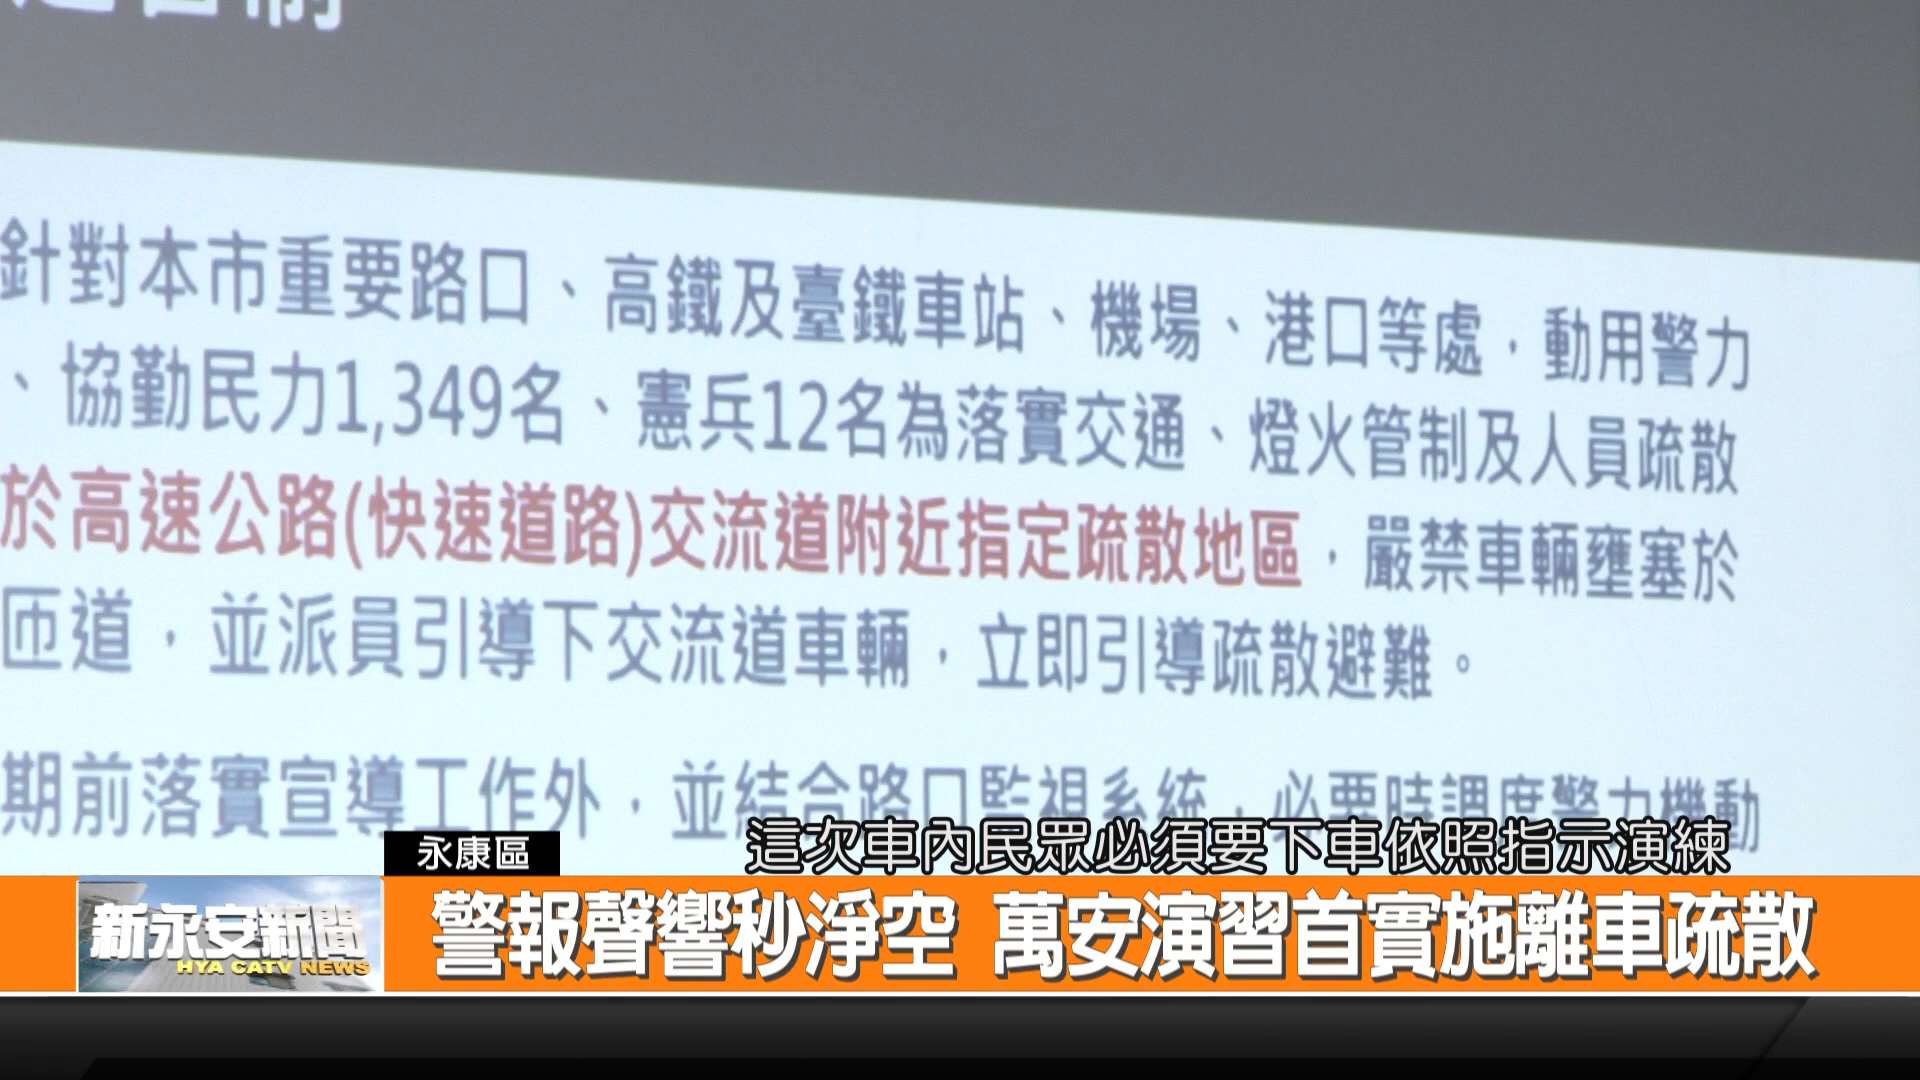 針對本市重要路口、高鐵及臺鐵車站、機場、港口等處，動用警力
、協勤民力1,349名、憲兵12名為落實交通、燈火管制及人員疏散
於高速公路(快速道路)交流道附近指定疏散地區，嚴禁車輛壅塞於
匝道，並派員引導下交流道車輛，立即引導疏散避難。
期前落實宣導工作外，並結合路口監視系統，必要時調度警力機動
這次車內民眾必須要下車依照指示演練
永康區
警報聲響秒淨空 萬安演習首實施離車疏散
新永安新聞
HYA CATV NEWS